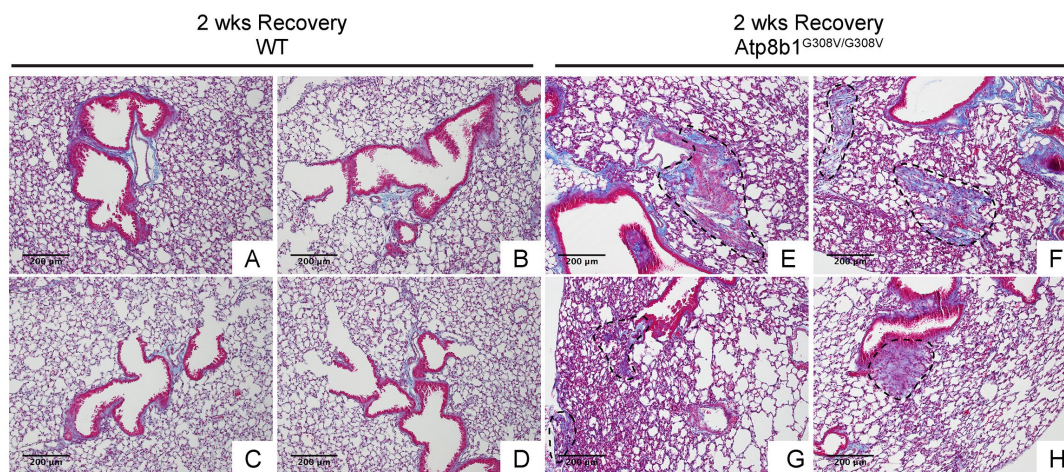 2 wks Recovery
WT
2 wks Recovery
Atp8b1G308V/G308V
200 µm
A
200 µm
B
200 µm
E
200 µm
F
200 µm
C
200 µm
D
200 µm
G
200 µm
H